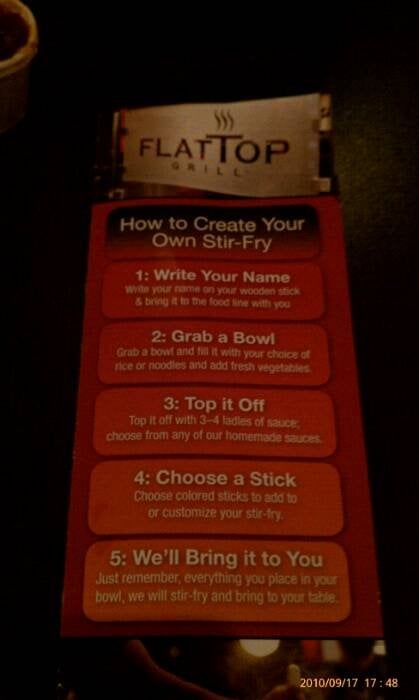 FLATTOP
GRILL
How to Create Your
Own Stir-Fry
1: Write Your Name
Write your name on your wooden stick
& bring it to the food line with you
2: Grab a Bowl
Grab a bowl and fill it with your choice of
rice or noodles and add fresh vegetables.
3: Top it Off
Top it off with 3-4 ladles of sauce;
choose from any of our homemade sauces.
4: Choose a Stick
Choose colored sticks to add to
or customize your stir-fry.
5: We'll Bring it to You
Just remember, everything you place in your
bowl, we will stir-fry and bring to your table.
2010/09/17 17:48